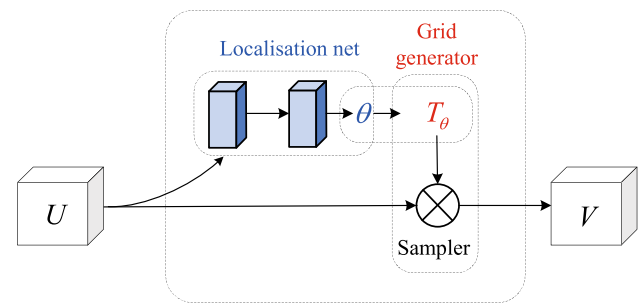 Grid
generator
Localisation net
θ
Tθ
U
V
Sampler